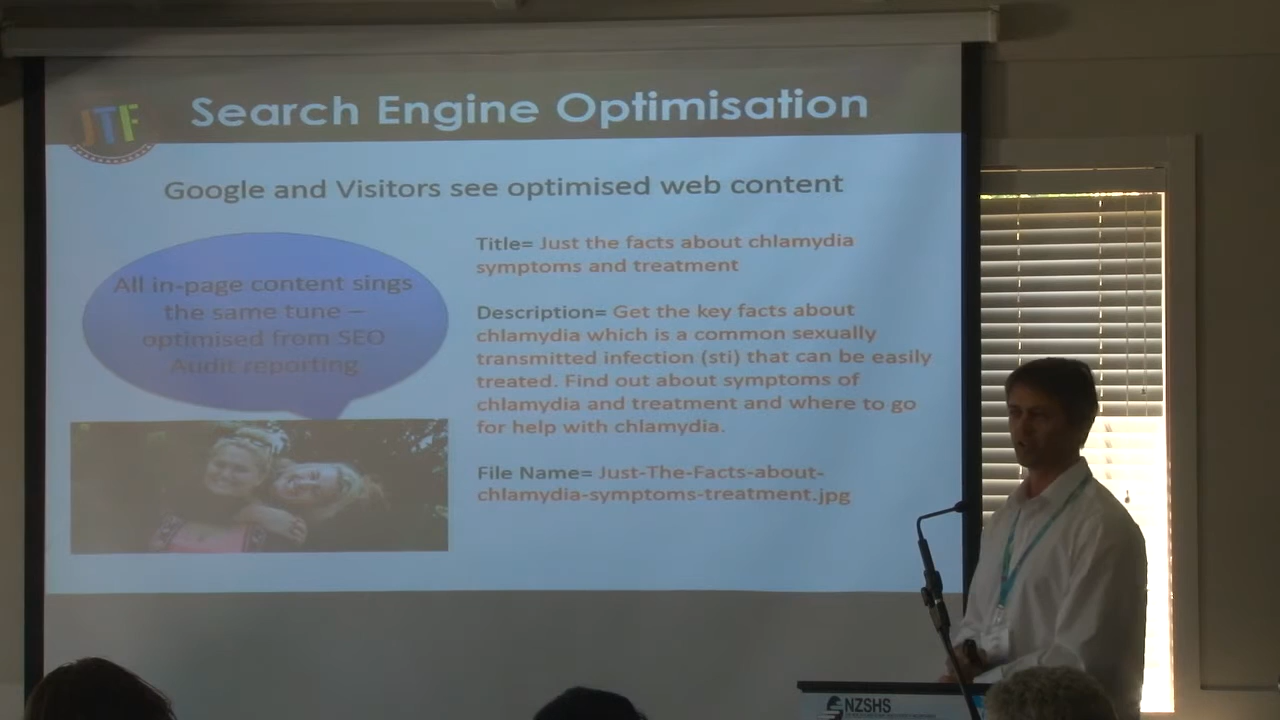 JTF
Search Engine Optimisation
Google and Visitors see optimised web content
All in-page content sings
the same tune –
optimised from SEO
Audit reporting
Title= Just the facts about chlamydia
symptoms and treatment
Description= Get the key facts about
chlamydia which is a common sexually
transmitted infection (sti) that can be easily
treated. Find out about symptoms of
chlamydia and treatment and where to go
for help with chlamydia.
File Name= Just-The-Facts-about-
chlamydia-symptoms-treatment.jpg
NZSHS